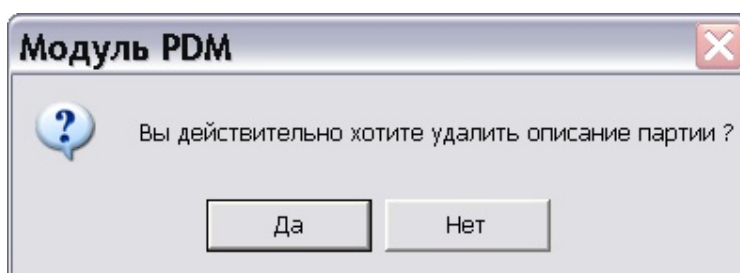 Модуль PDM
Вы действительно хотите удалить описание партии ?
Да
Нет